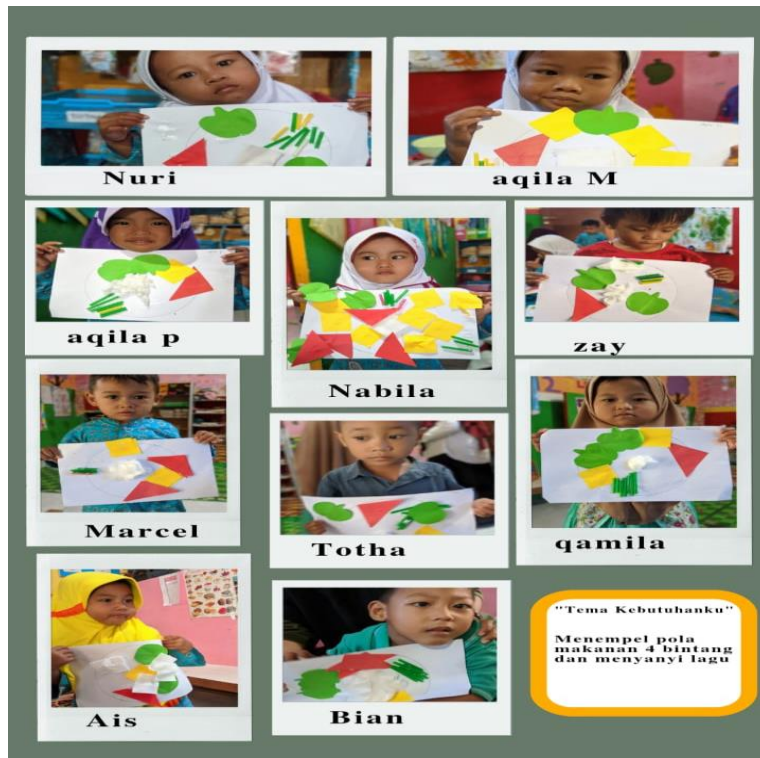 Nuri
aqila M
aqila p
Nabila
zay
Marcel
Totha
qamila
Ais
Bian
"Tema Kebutuhanku"
Menempel pola
makanan 4 bintang
dan menyanyi lagu